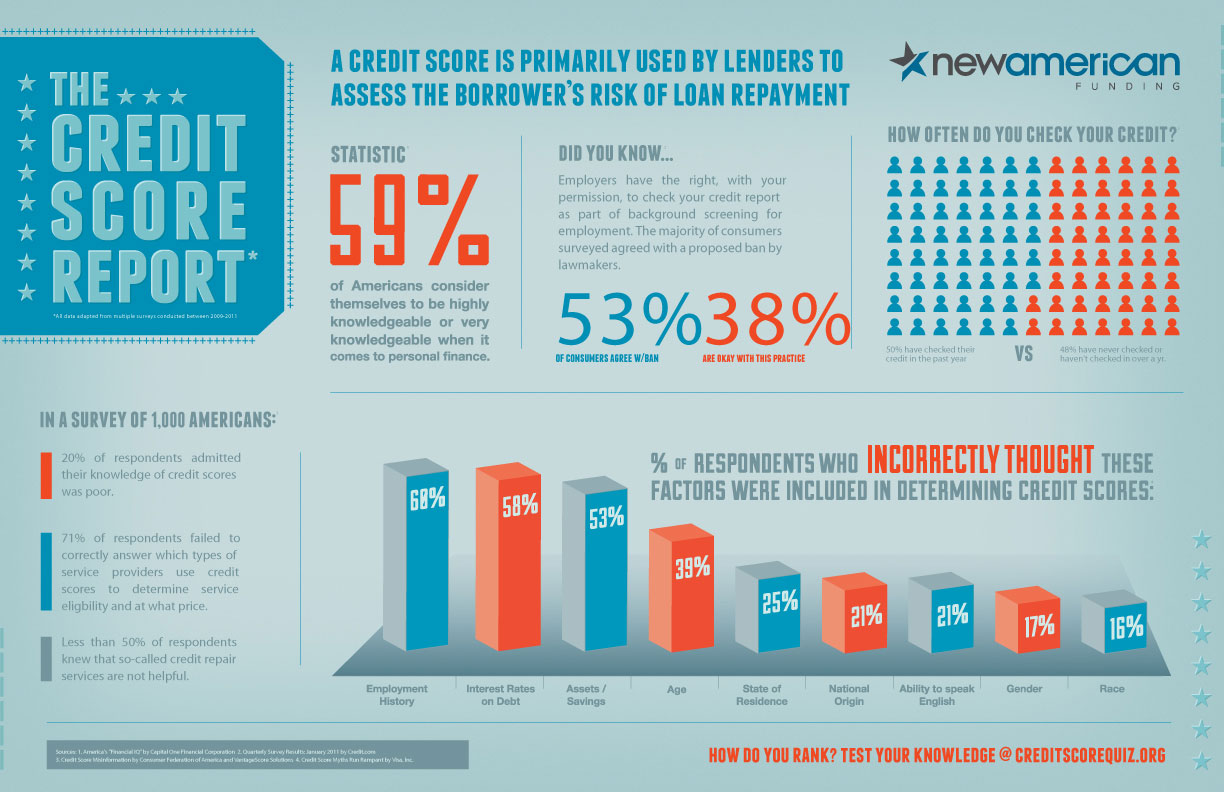 THE
CREDIT
SCORE
REPORT*
*All data adapted from multiple surveys conducted between 2009-2011
A CREDIT SCORE IS PRIMARILY USED BY LENDERS TO
ASSESS THE BORROWER'S RISK OF LOAN REPAYMENT
newamerican
FUNDING
STATISTIC
59%
of Americans consider
themselves to be highly
knowledgeable or very
knowledgeable when it
comes to personal finance.
DID YOU KNOW...
Employers have the right, with your
permission, to check your credit report
as part of background screening for
employment. The majority of consumers
surveyed agreed with a proposed ban by
lawmakers.
53% 38%
OF CONSUMERS AGREE W/BAN ARE OKAY WITH THIS PRACTICE
HOW OFTEN DO YOU CHECK YOUR CREDIT?
50% have checked their
credit in the past year
VS
48% have never checked or
haven't checked in over a yr.
IN A SURVEY OF 1,000 AMERICANS:
20% of respondents admitted
their knowledge of credit scores
was poor.
71% of respondents failed to
correctly answer which types of
service providers use credit
scores to determine service
eligbility and at what price.
Less than 50% of respondents
knew that so-called credit repair
services are not helpful.
% OF RESPONDENTS WHO INCORRECTLY THOUGHT THESE
FACTORS WERE INCLUDED IN DETERMINING CREDIT SCORES:
60%
58%
53%
39%
25%
21%
21%
17%
16%
Employment
History
Interest Rates
on Debt
Assets /
Savings
Age
State of
Residence
National
Origin
Ability to speak
English
Gender
Race
Sources: 1. America's "Financial IQ" by Capital One Financial Corporation 2. Quarterly Survey Results: January 2011 by Credit.com
3. Credit Score Misinformation by Consumer Federation of America and VantageScore Solutions 4. Credit Score Myths Run Rampant by Visa, Inc.
HOW DO YOU RANK? TEST YOUR KNOWLEDGE @ CREDITSCOREQUIZ.ORG